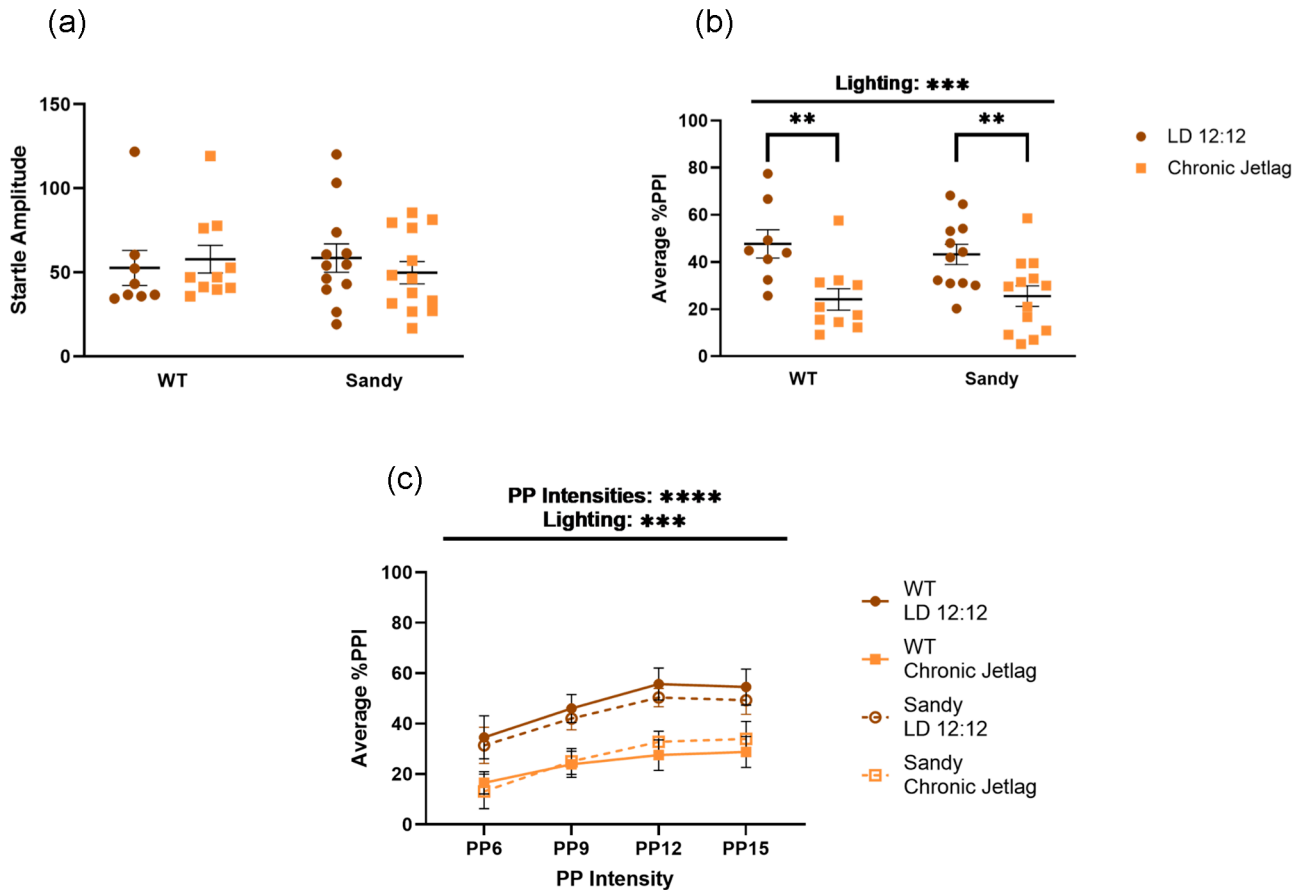 (a)
150
100
50
0
Startle Amplitude
WT
Sandy
(b)
Lighting: ***
**
**
100
80
60
40
20
0
Average %PPI
WT
Sandy
LD 12:12
Chronic Jetlag
(c)
PP Intensities: ****
Lighting: ***
100
80
60
40
20
0
Average %PPI
PP6
PP9
PP12
PP15
PP Intensity
WT
LD 12:12
WT
Chronic Jetlag
Sandy
LD 12:12
Sandy
Chronic Jetlag